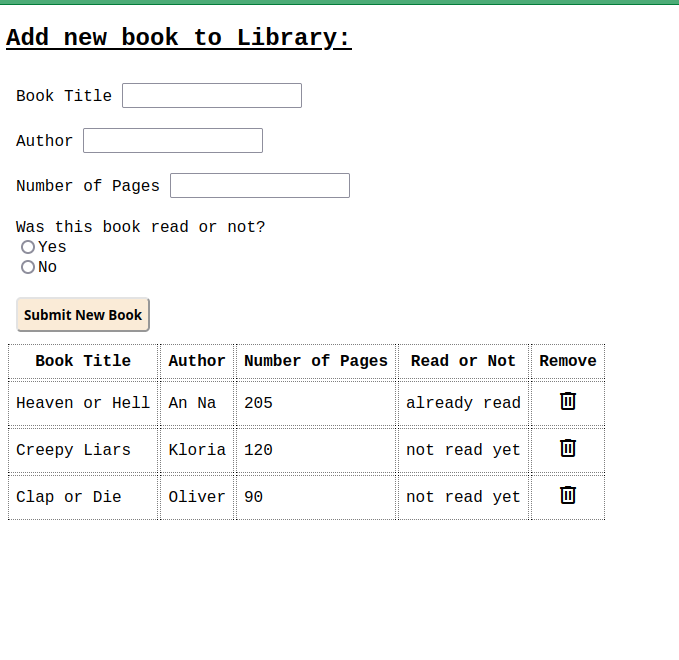 Add new book to Library:
Book Title
Author
Number of Pages
Was this book read or not?
Yes
No
Submit New Book
Book Title Author Number of Pages Read or Not Remove
Heaven or Hell An Na 205 already read
Creepy Liars Kloria 120 not read yet
Clap or Die Oliver 90 not read yet